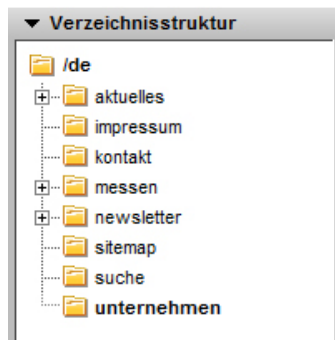 Verzeichnisstruktur
/de
aktuelles
impressum
kontakt
messen
newsletter
sitemap
suche
unternehmen